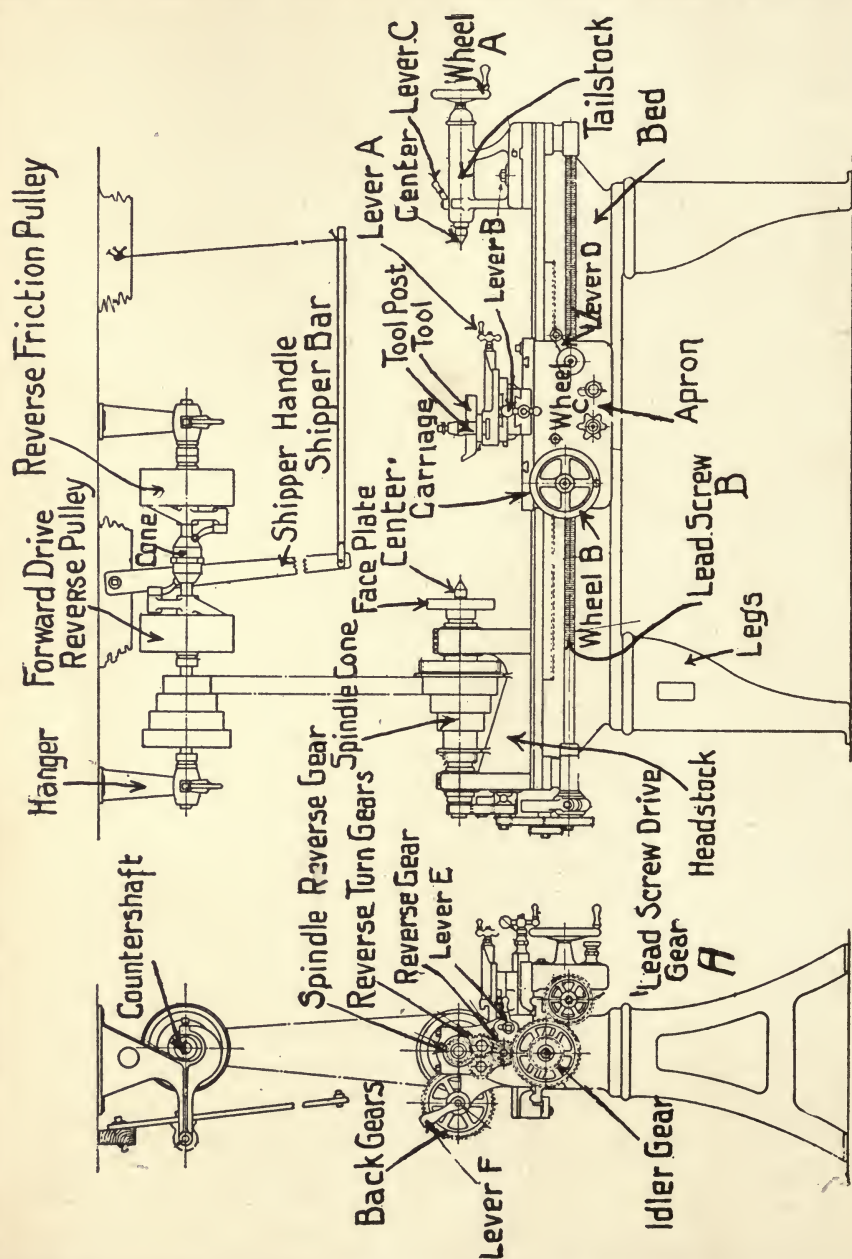 Hanger
Forward Drive
Reverse Pulley
Cone
Reverse Friction Pulley
Shipper Handle
Shipper Bar
Countershaft
Spindle Reverse Gear
Reverse Turn Gears
Reverse Gear
Lever E
Spindle Cone
Face Plate
Center,
Carriage
Tool Post
Tool
Lever A
Center
Lever B
Lever C
Wheel
A
Back Gears
Lever F
Idler Gear
Lead Screw Drive
Gear
A
Headstock
Legs
Wheel B
Lead Screw
B
Wheel
C
Apron
Lever D
Bed
Tailstock